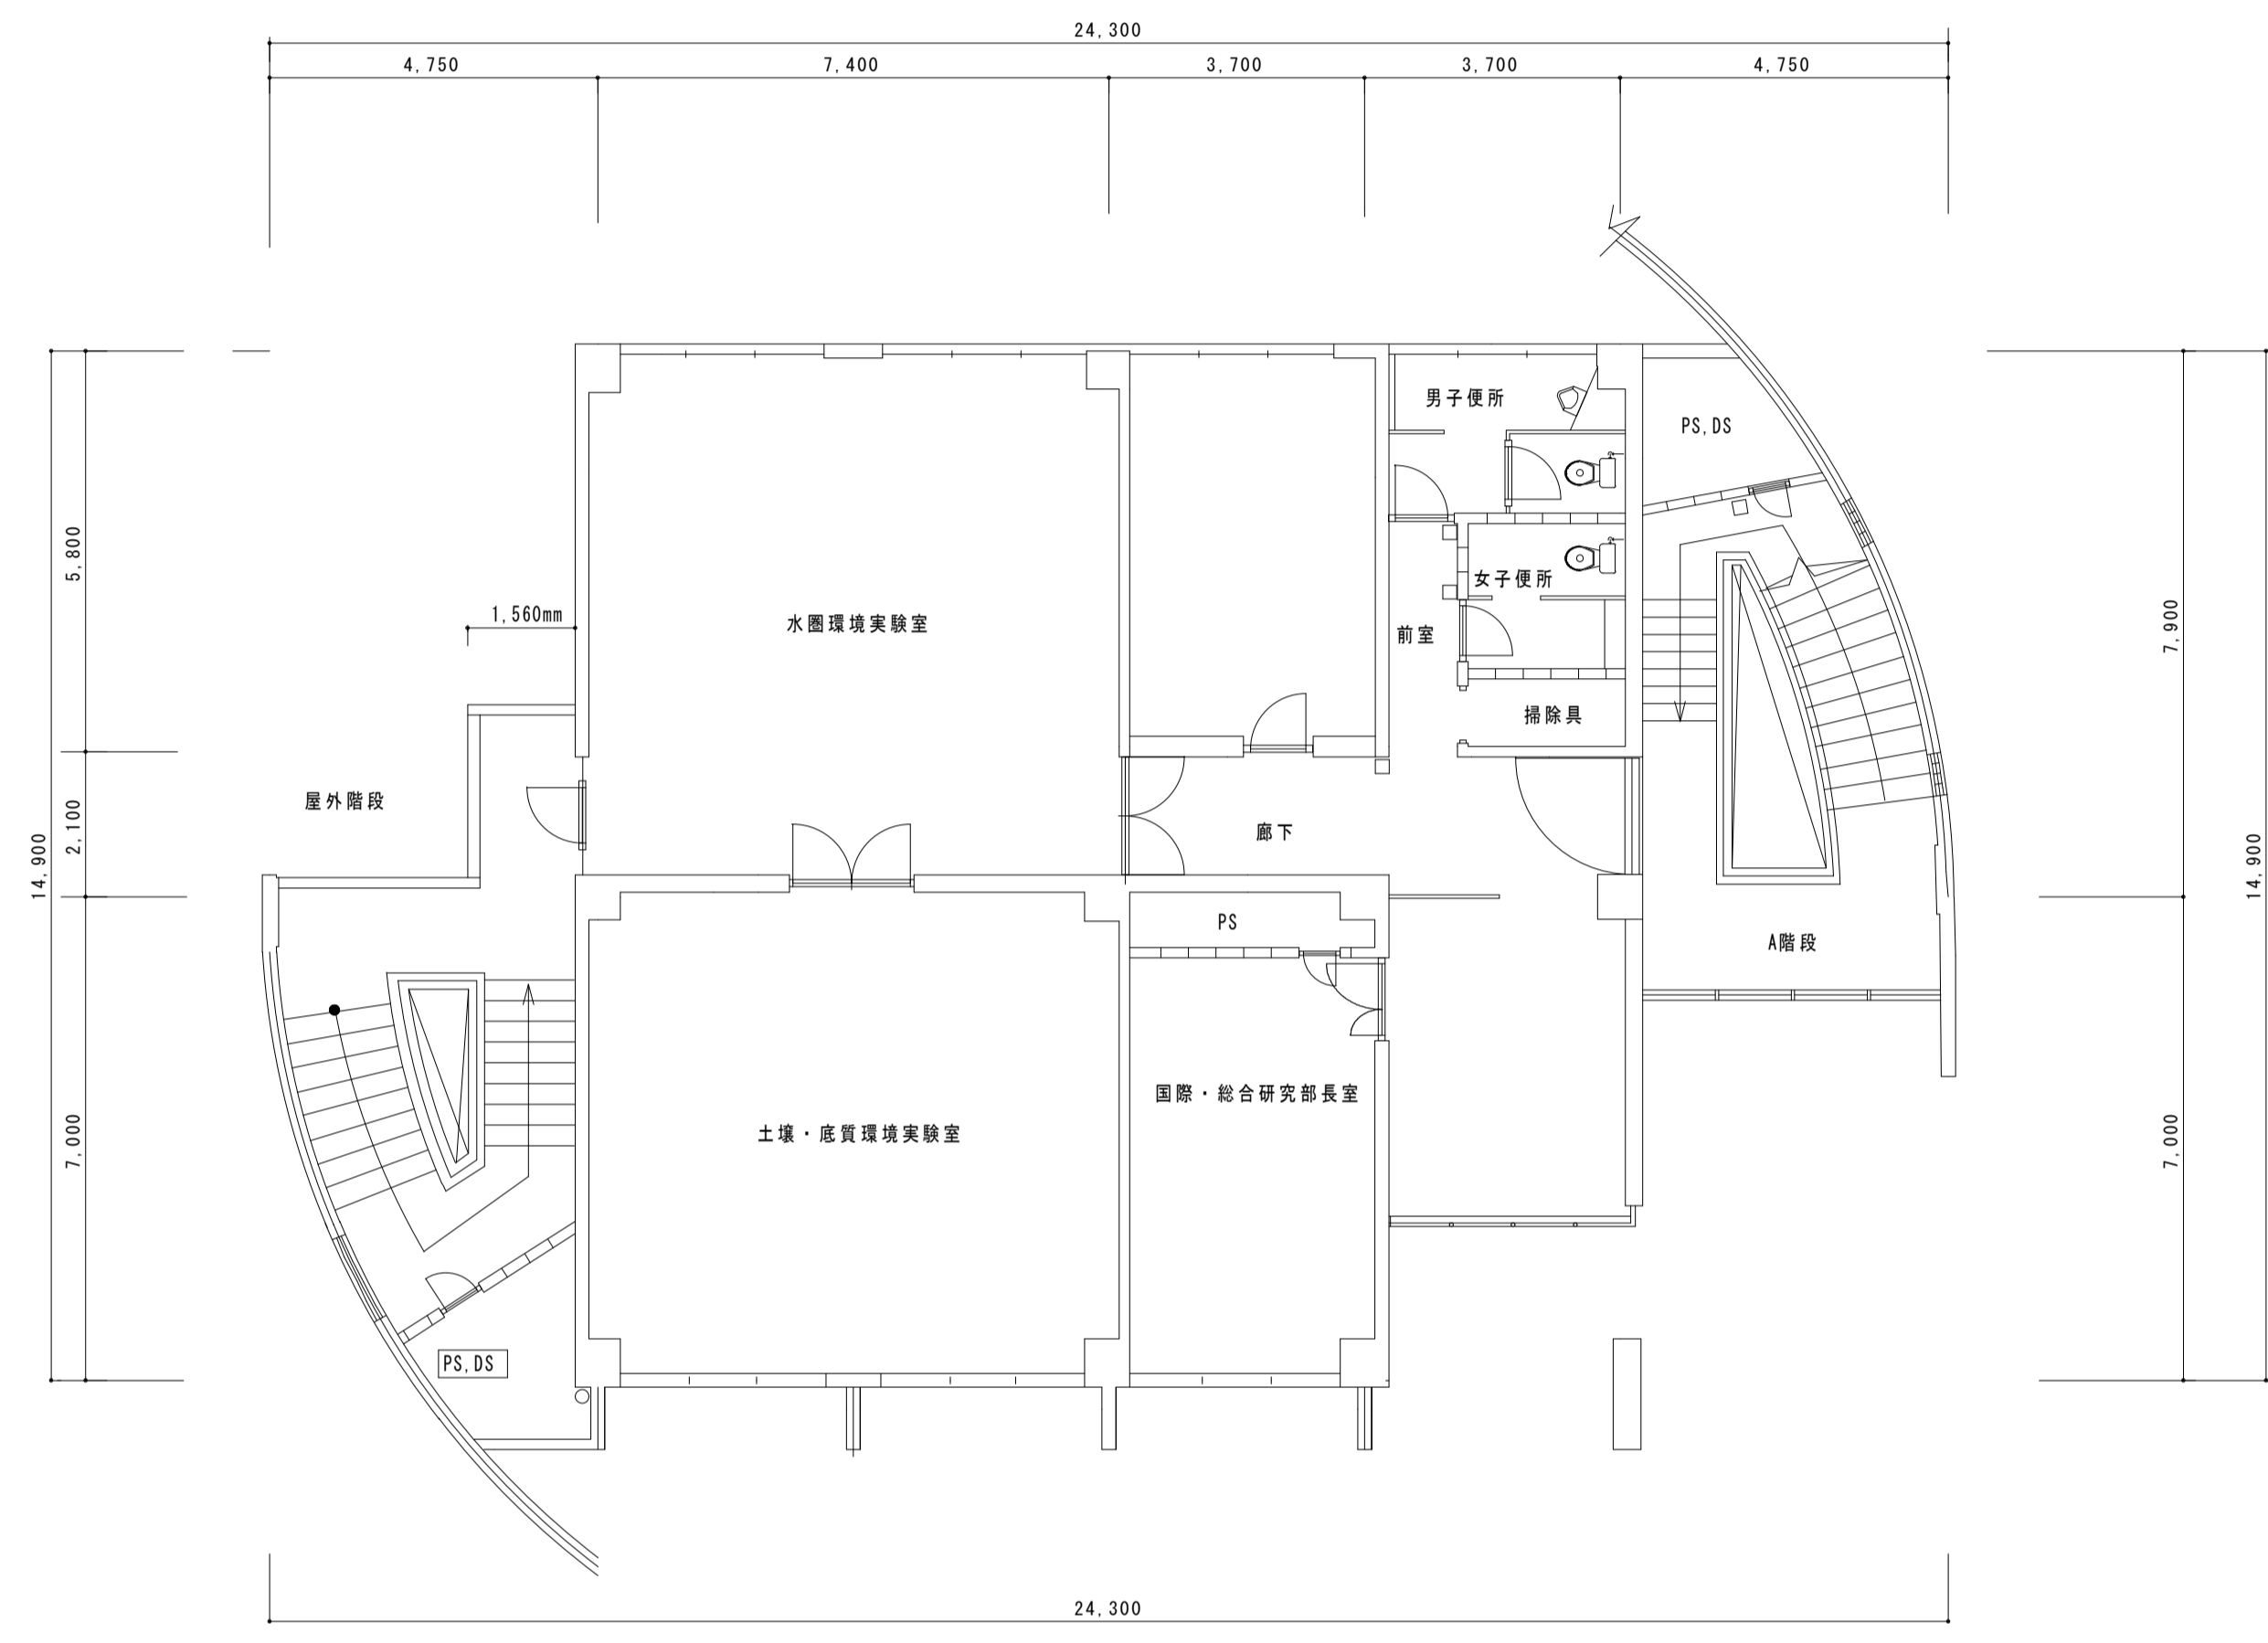 24,300
4,750
7,400
3,700
3,700
4,750
男子便所
PS,DS
5,800
女子便所
1,560mm
水圏環境実験室
前室
7,900
掃除具
屋外階段
2,100
廊下
14,900
14,900
PS
A階段
国際・総合研究部長室
土壌・底質環境実験室
7,000
7,000
PS,DS
24,300